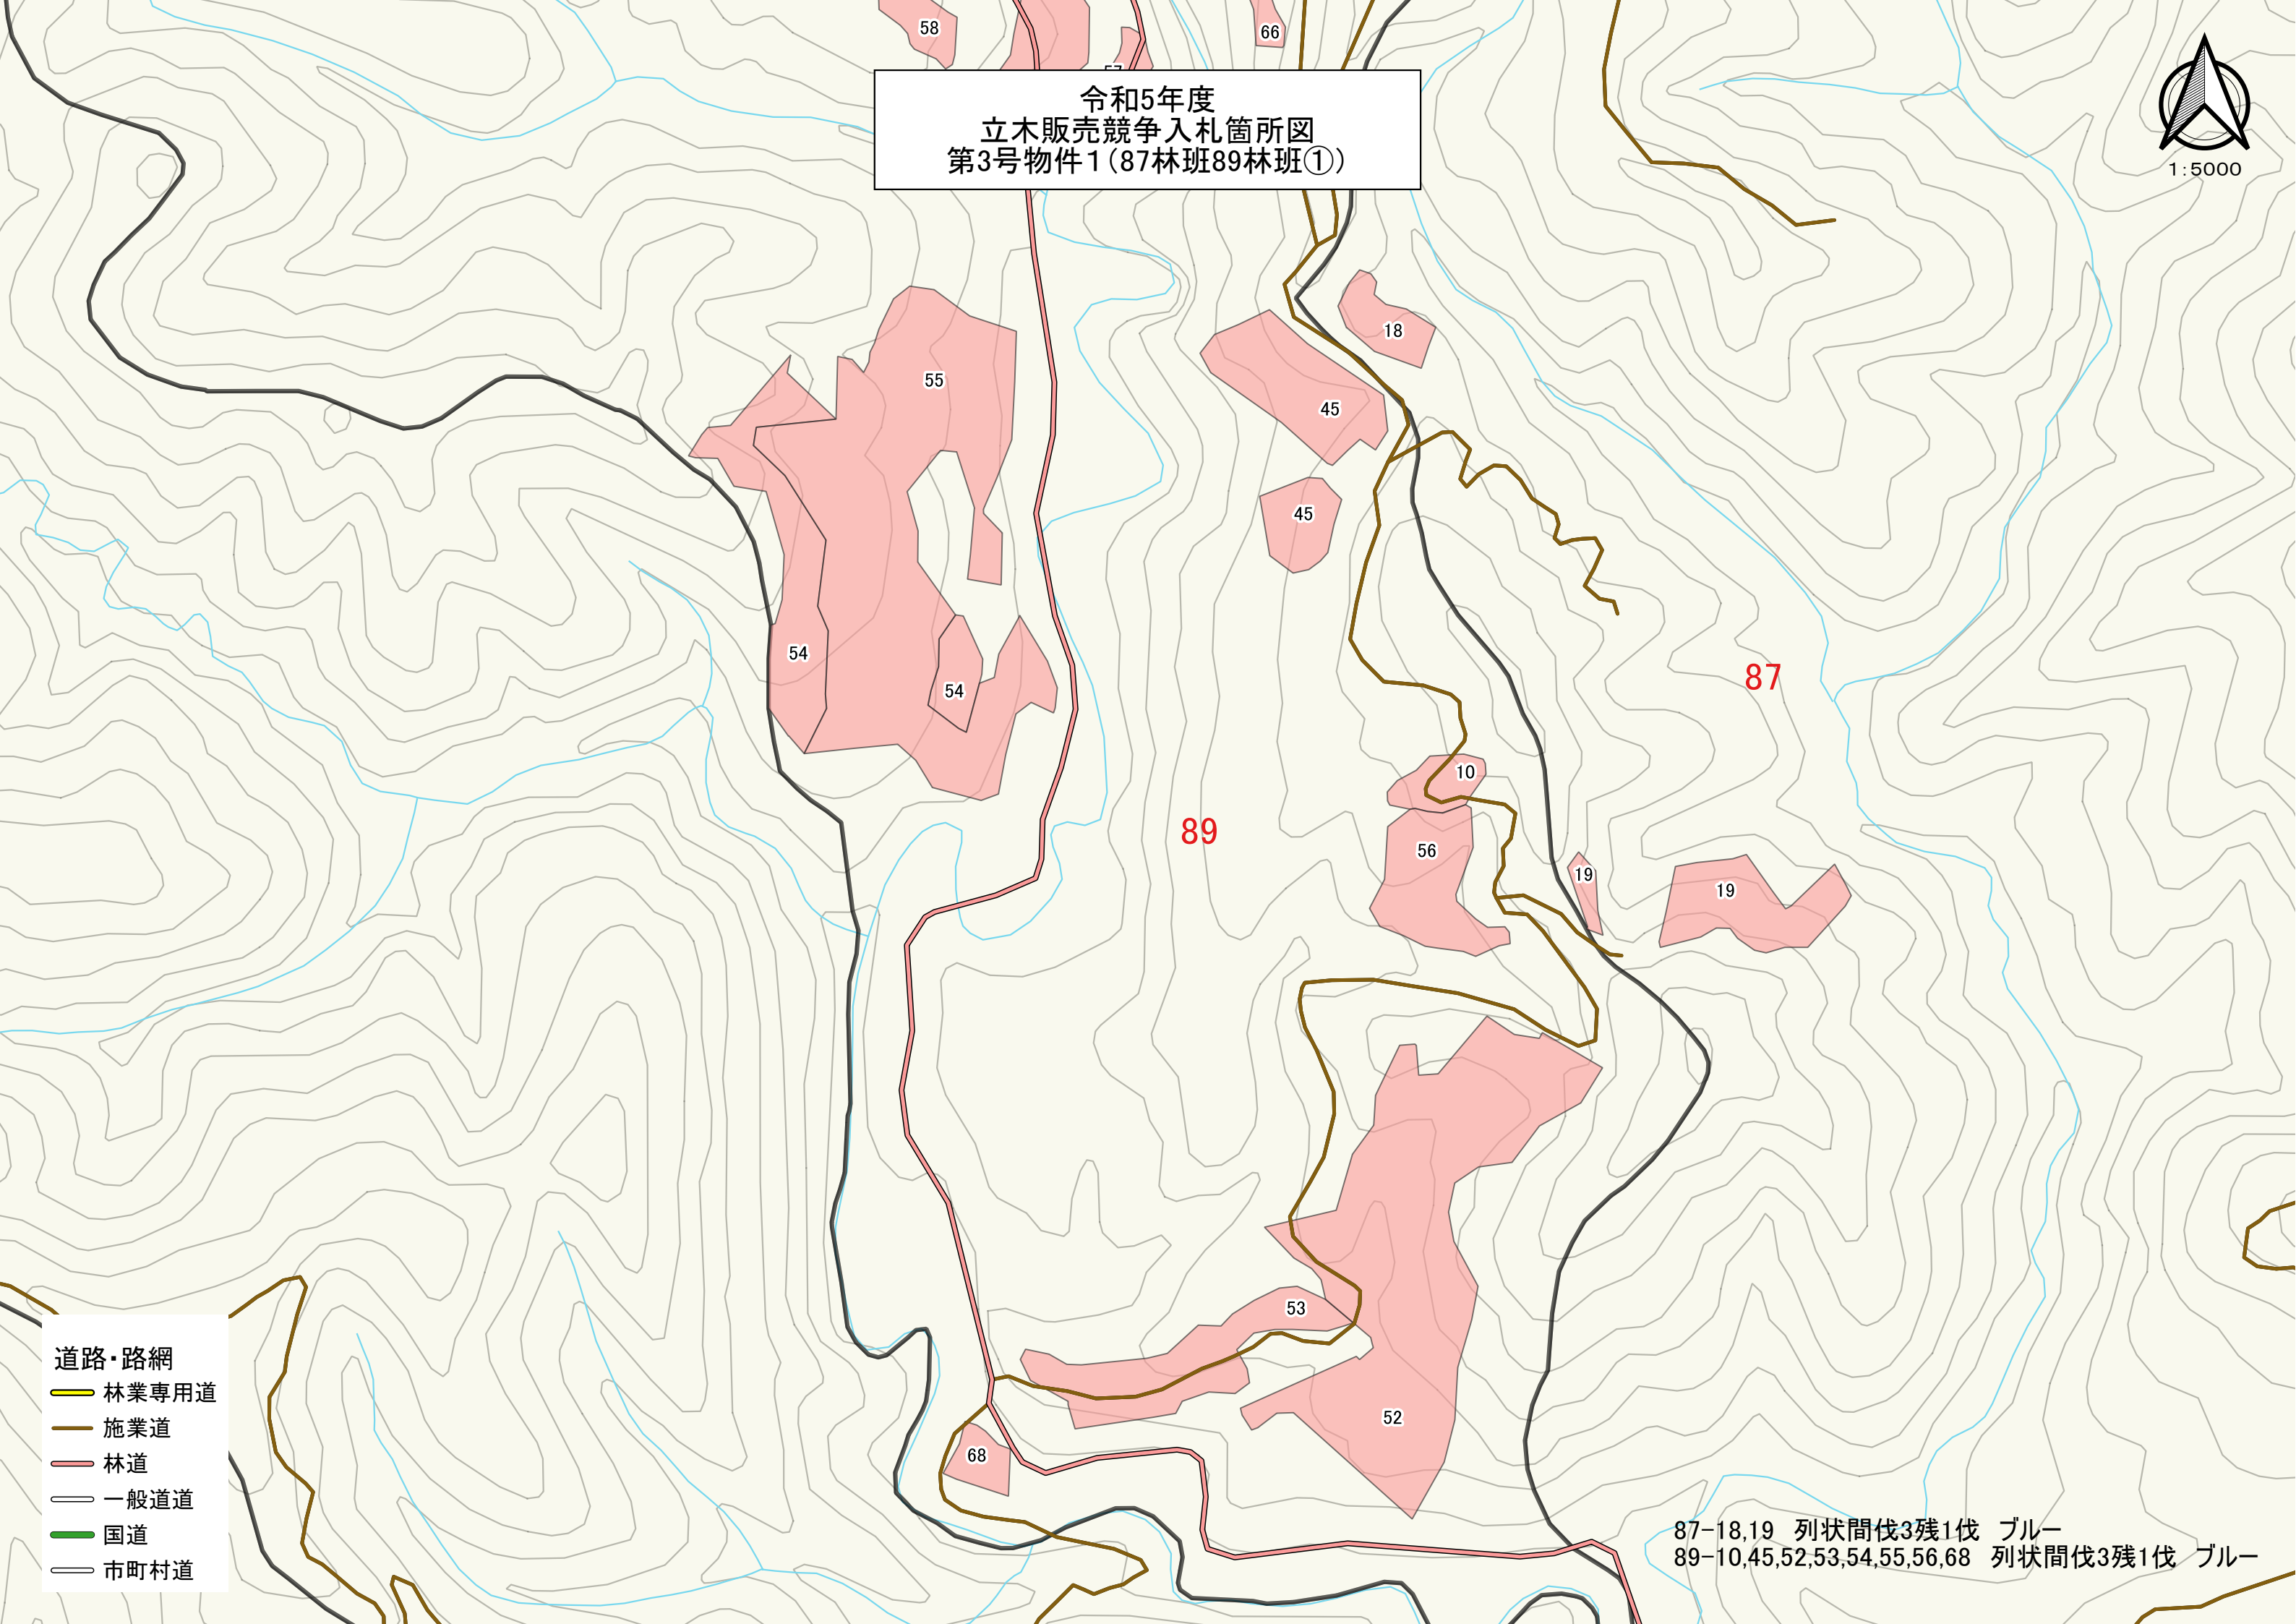 58
66
57
令和5年度
立木販売競争入札箇所図
第3号物件1(87林班89林班①)
1:5000
18
55
45
45
54
54
87
10
89
56
19
19
53
52
68
道路・路網
林業専用道
施業道
林道
一般道道
国道
市町村道
87-18,19 列状間伐3残1伐 ブルー
89-10,45,52,53,54,55,56,68 列状間伐3残1伐 ブルー